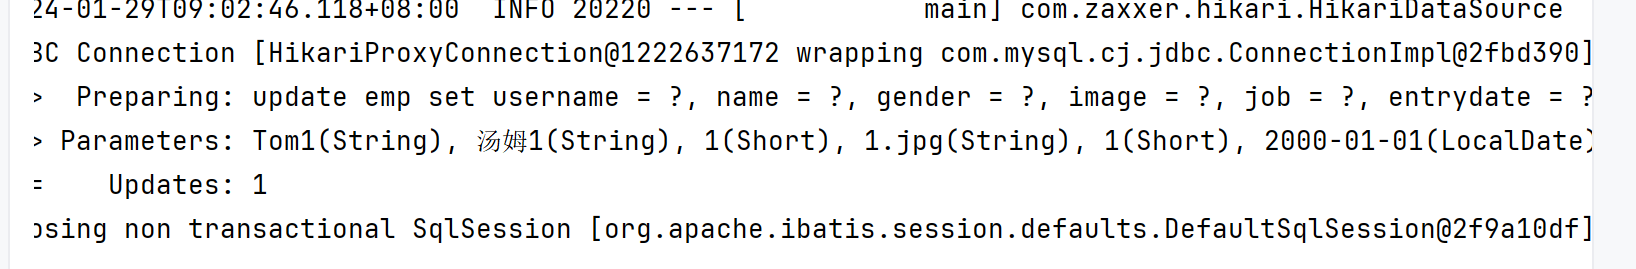 24-01-29T09:02:46.118+08:00  INFO 20220 --- [           main] com.zaxxer.hikari.HikariDataSource
BC Connection [HikariProxyConnection@1222637172 wrapping com.mysql.cj.jdbc.ConnectionImpl@2fbd390]
>  Preparing: update emp set username = ?, name = ?, gender = ?, image = ?, job = ?, entrydate = ?
> Parameters: Tom1(String), 汤姆1(String), 1(Short), 1.jpg(String), 1(Short), 2000-01-01(LocalDate)
=    Updates: 1
osing non transactional SqlSession [org.apache.ibatis.session.defaults.DefaultSqlSession@2f9a10df]